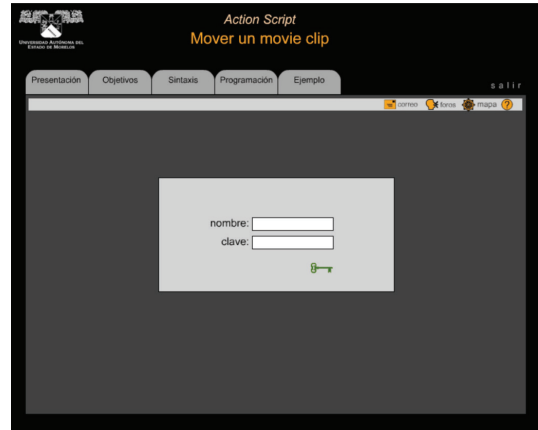 Action Script
Mover un movie clip
UNIVERSIDAD AUTÓNOMA DEL
ESTADO DE MORELOS
Presentación Objetivos Sintaxis Programación Ejemplo
salir
correo foros mapa ?
nombre:
clave: